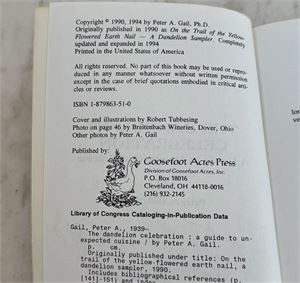 Copyright © 1990, 1994 by Peter A. Gail, Ph.D.
Originally published in 1990 as On the Trail of the Yellow-
Flowered Earth Nail — A Dandelion Sampler. Completely
updated and expanded in 1994
Printed in the United States of America
All rights reserved. No part of this book may be used or repro-
duced in any manner whatsoever without written permission
except in the case of brief quotations embodied in critical arti-
cles or reviews.
ISBN 1-879863-51-0
Cover and illustrations by Robert Tubbesing
Photo on page 46 by Breitenbach Wineries, Dover, Ohio
Other photos by Peter A. Gail
Published by:
Goosefoot Acres Press
Division of Goosefoot Acres, Inc.
P.O. Box 18016
Cleveland, OH 44118-0016
(216) 932-2145
Library of Congress Cataloging-in-Publication Data
Gail, Peter A., 1939-
The dandelion celebration : a guide to un-
expected cuisine / by Peter A. Gail.
p. cm.
Originally published under title: On the
trail of the yellow-flowered earth nail, a
dandelion sampler, 1990.
Includes bibliographical references (p.
[141]-151) and index